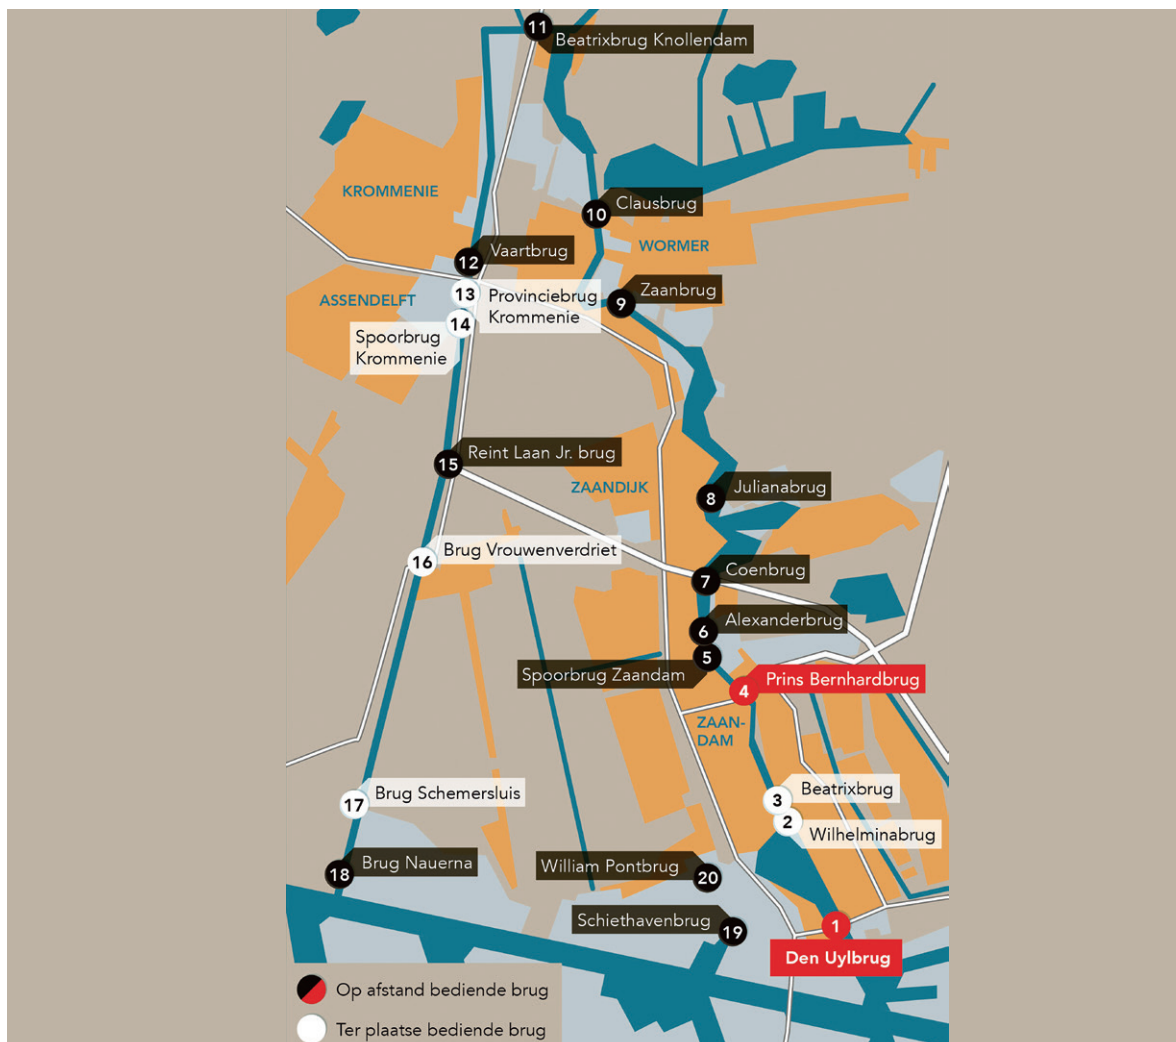 11
Beatrixbrug Knollendam
KROMMENIE
10
Clausbrug
WORMER
12
Vaartbrug
13
Provinciebrug
Krommenie
ASSENDELFT
9
Zaanbrug
14
Spoorbrug
Krommenie
15
Reint Laan Jr. brug
ZAANDIJK
8
Julianabrug
16
Brug Vrouwenverdriet
7
Coenbrug
6
Alexanderbrug
5
Spoorbrug Zaandam
4
Prins Bernhardbrug
ZAAN-
DAM
3
Beatrixbrug
2
Wilhelminabrug
17
Brug Schemersluis
18
Brug Nauerna
William Pontbrug
20
Schiethavenbrug
19
1
Den Uylbrug
Op afstand bediende brug
Ter plaatse bediende brug